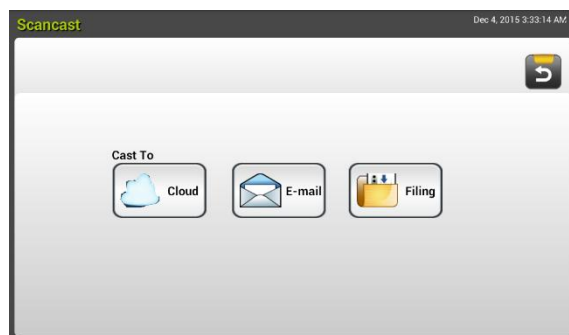 Scancast
Dec 4, 2015 3:33:14 AM
Cast To
Cloud
E-mail
Filing